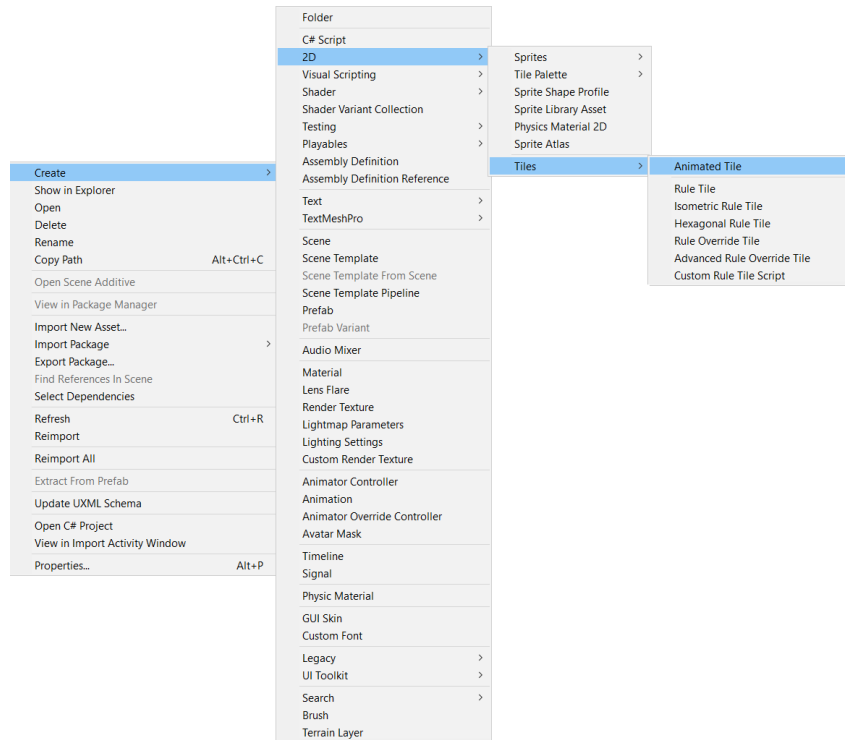 Create
Show in Explorer
Open
Delete
Rename
Copy Path Alt+Ctrl+C
Open Scene Additive
View in Package Manager
Import New Asset...
Import Package
Export Package...
Find References In Scene
Select Dependencies
Refresh Ctrl+R
Reimport
Reimport All
Extract From Prefab
Update UXML Schema
Open C# Project
View in Import Activity Window
Properties... Alt+P
Folder
C# Script
2D
Visual Scripting
Shader
Shader Variant Collection
Testing
Playables
Assembly Definition
Assembly Definition Reference
Text
TextMeshPro
Scene
Scene Template
Scene Template From Scene
Scene Template Pipeline
Prefab
Prefab Variant
Audio Mixer
Material
Lens Flare
Render Texture
Lightmap Parameters
Lighting Settings
Custom Render Texture
Animator Controller
Animation
Animator Override Controller
Avatar Mask
Timeline
Signal
Physic Material
GUI Skin
Custom Font
Legacy
UI Toolkit
Search
Brush
Terrain Layer
Sprites
Tile Palette
Sprite Shape Profile
Sprite Library Asset
Physics Material 2D
Sprite Atlas
Tiles
Animated Tile
Rule Tile
Isometric Rule Tile
Hexagonal Rule Tile
Rule Override Tile
Advanced Rule Override Tile
Custom Rule Tile Script